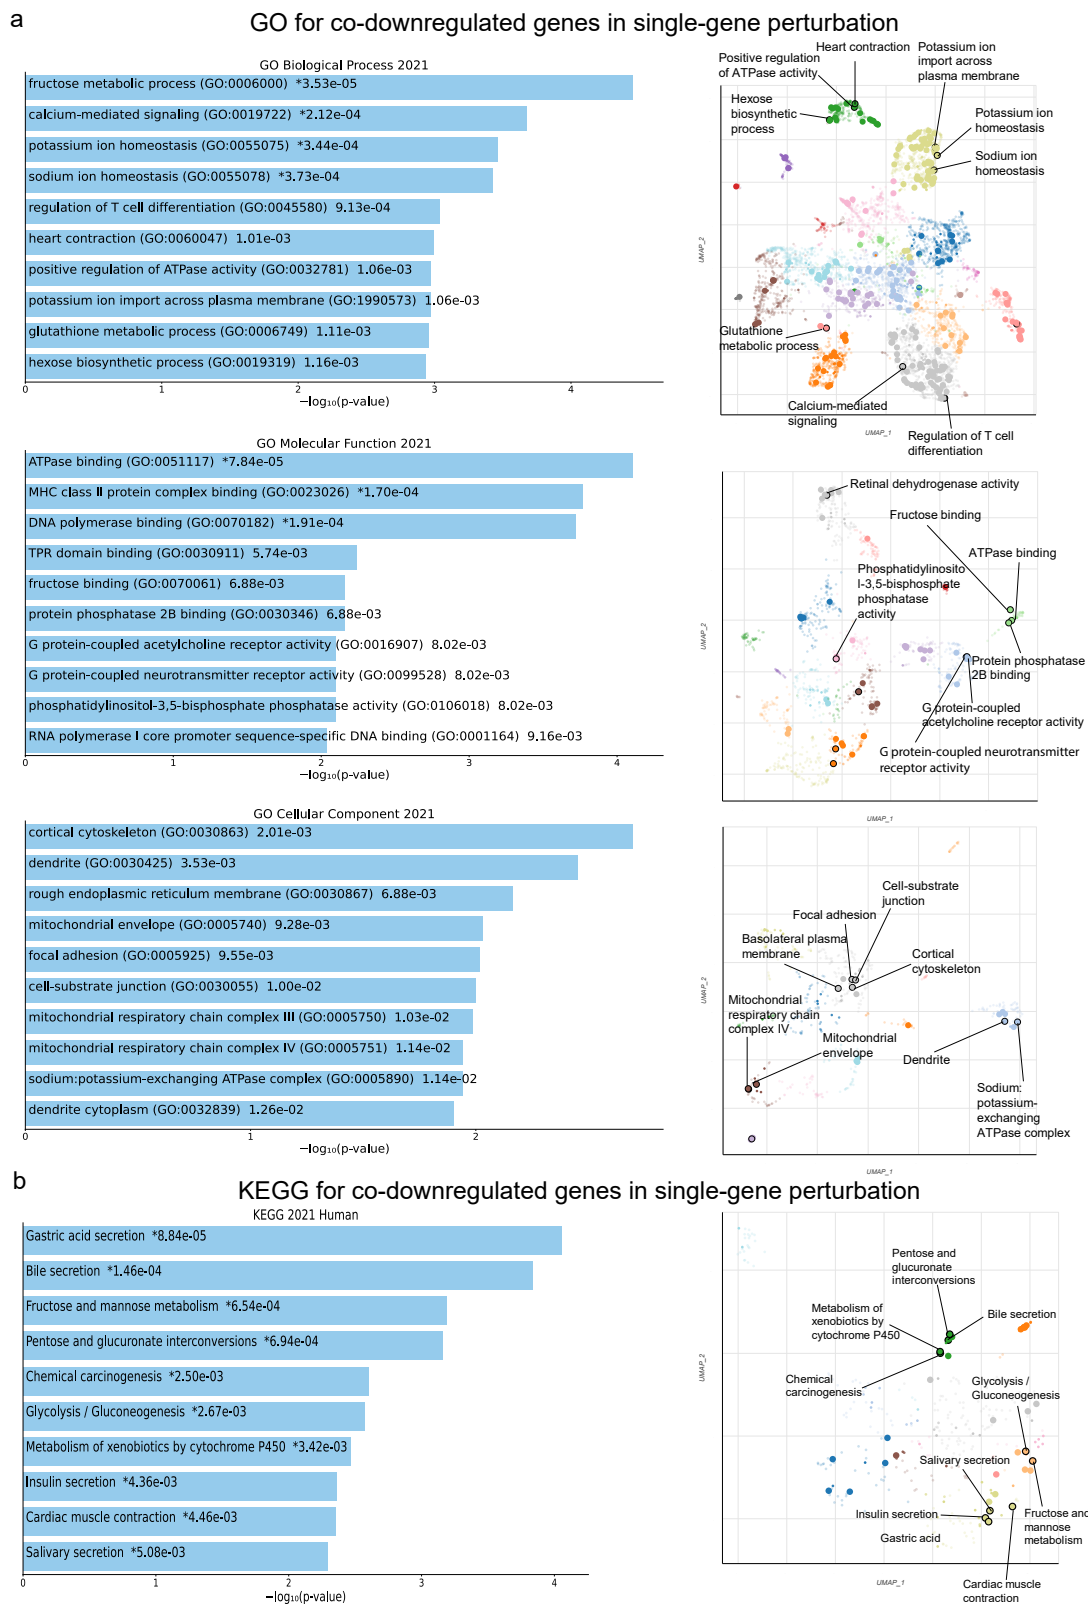 a
GO for co-downregulated genes in single-gene perturbation
GO Biological Process 2021
fructose metabolic process (GO:0006000) *3.53e-05
calcium-mediated signaling (GO:0019722) *2.12e-04
potassium ion homeostasis (GO:0055075) *3.44e-04
sodium ion homeostasis (GO:0055078) *3.73e-04
regulation of T cell differentiation (GO:0045580) 9.13e-04
heart contraction (GO:0060047) 1.01e-03
positive regulation of ATPase activity (GO:0032781) 1.06e-03
potassium ion import across plasma membrane (GO:1990573) 1.06e-03
glutathione metabolic process (GO:0006749) 1.11e-03
hexose biosynthetic process (GO:0019319) 1.16e-03
0 1 2 3 4
−log₁₀(p-value)
Heart contraction
Positive regulation
of ATPase activity
Potassium ion
import across
plasma membrane
Hexose
biosynthetic
process
Potassium ion
homeostasis
Sodium ion
homeostasis
Glutathione
metabolic process
Calcium-mediated
signaling
Regulation of T cell
differentiation
UMAP_2
UMAP_1
GO Molecular Function 2021
ATPase binding (GO:0051117) *7.84e-05
MHC class II protein complex binding (GO:0023026) *1.70e-04
DNA polymerase binding (GO:0070182) *1.91e-04
TPR domain binding (GO:0030911) 5.74e-03
fructose binding (GO:0070061) 6.88e-03
protein phosphatase 2B binding (GO:0030346) 6.88e-03
G protein-coupled acetylcholine receptor activity (GO:0016907) 8.02e-03
G protein-coupled neurotransmitter receptor activity (GO:0099528) 8.02e-03
phosphatidylinositol-3,5-bisphosphate phosphatase activity (GO:0106018) 8.02e-03
RNA polymerase I core promoter sequence-specific DNA binding (GO:0001164) 9.16e-03
0 1 2 3 4
−log₁₀(p-value)
Retinal dehydrogenase activity
Fructose binding
ATPase binding
Phosphatidylinosito
l-3,5-bisphosphate
phosphatase
activity
Protein phosphatase
2B binding
G protein-coupled
acetylcholine receptor activity
G protein-coupled neurotransmitter
receptor activity
UMAP_2
UMAP_1
GO Cellular Component 2021
cortical cytoskeleton (GO:0030863) 2.01e-03
dendrite (GO:0030425) 3.53e-03
rough endoplasmic reticulum membrane (GO:0030867) 6.88e-03
mitochondrial envelope (GO:0005740) 9.28e-03
focal adhesion (GO:0005925) 9.55e-03
cell-substrate junction (GO:0030055) 1.00e-02
mitochondrial respiratory chain complex III (GO:0005750) 1.03e-02
mitochondrial respiratory chain complex IV (GO:0005751) 1.14e-02
sodium:potassium-exchanging ATPase complex (GO:0005890) 1.14e-02
dendrite cytoplasm (GO:0032839) 1.26e-02
0 1 2
−log₁₀(p-value)
Cell-substrate
junction
Focal adhesion
Basolateral plasma
membrane
Cortical
cytoskeleton
Mitochondrial
respiratory chain
complex IV
Mitochondrial
envelope
Dendrite
Sodium:
potassium-
exchanging
ATPase complex
UMAP_2
UMAP_1
b
KEGG for co-downregulated genes in single-gene perturbation
KEGG 2021 Human
Gastric acid secretion *8.84e-05
Bile secretion *1.46e-04
Fructose and mannose metabolism *6.54e-04
Pentose and glucuronate interconversions *6.94e-04
Chemical carcinogenesis *2.50e-03
Glycolysis / Gluconeogenesis *2.67e-03
Metabolism of xenobiotics by cytochrome P450 *3.42e-03
Insulin secretion *4.36e-03
Cardiac muscle contraction *4.46e-03
Salivary secretion *5.08e-03
0 1 2 3 4
−log₁₀(p-value)
Pentose and
glucuronate
interconversions
Metabolism of
xenobiotics by
cytochrome P450
Bile secretion
Chemical
carcinogenesis
Glycolysis /
Gluconeogenesis
Salivary secretion
Insulin secretion
Gastric acid
Fructose and
mannose
metabolism
Cardiac muscle
contraction
UMAP_2
UMAP_1